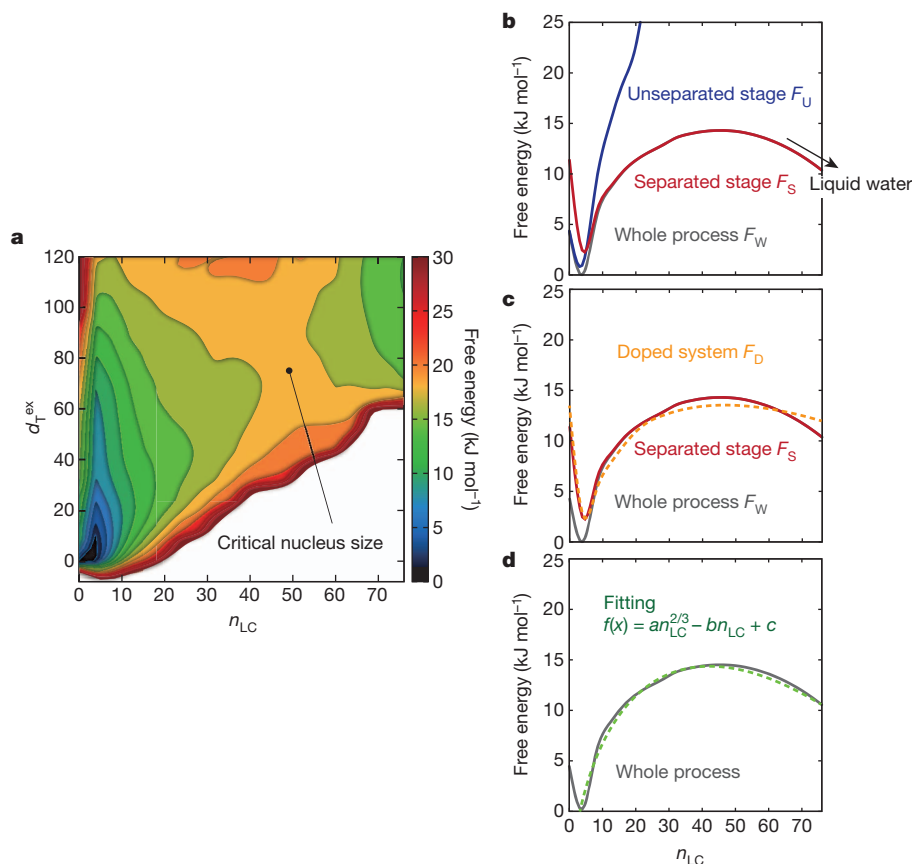 a
120
100
80
60
40
20
0
d_T^ex
0 10 20 30 40 50 60 70
n_LC
Critical nucleus size
30
25
20
15
10
5
0
Free energy (kJ mol⁻¹)
b
25
20
15
10
5
0
Free energy (kJ mol⁻¹)
Unseparated stage F_U
Separated stage F_S
Liquid water
Whole process F_W
c
25
20
15
10
5
0
Free energy (kJ mol⁻¹)
Doped system F_D
Separated stage F_S
Whole process F_W
d
25
20
15
10
5
0
Free energy (kJ mol⁻¹)
Fitting
f(x) = an_LC^2/3 – bn_LC + c
Whole process
0 10 20 30 40 50 60 70
n_LC